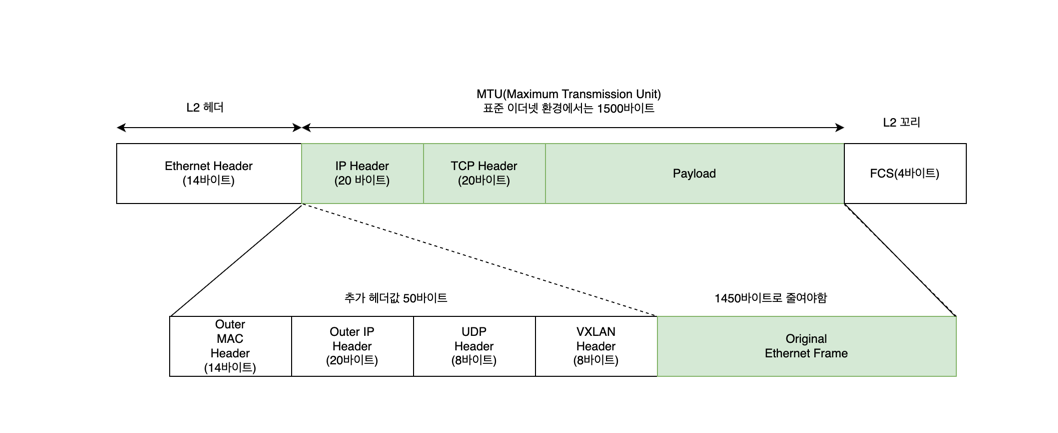 L2 헤더
MTU(Maximum Transmission Unit)
표준 이더넷 환경에서는 1500바이트
L2 꼬리
Ethernet Header
(14바이트)
IP Header
(20 바이트)
TCP Header
(20바이트)
Payload
FCS(4바이트)
추가 헤더값 50바이트
1450바이트로 줄여야함
Outer
MAC
Header
(14바이트)
Outer IP
Header
(20바이트)
UDP
Header
(8바이트)
VXLAN
Header
(8바이트)
Original
Ethernet Frame